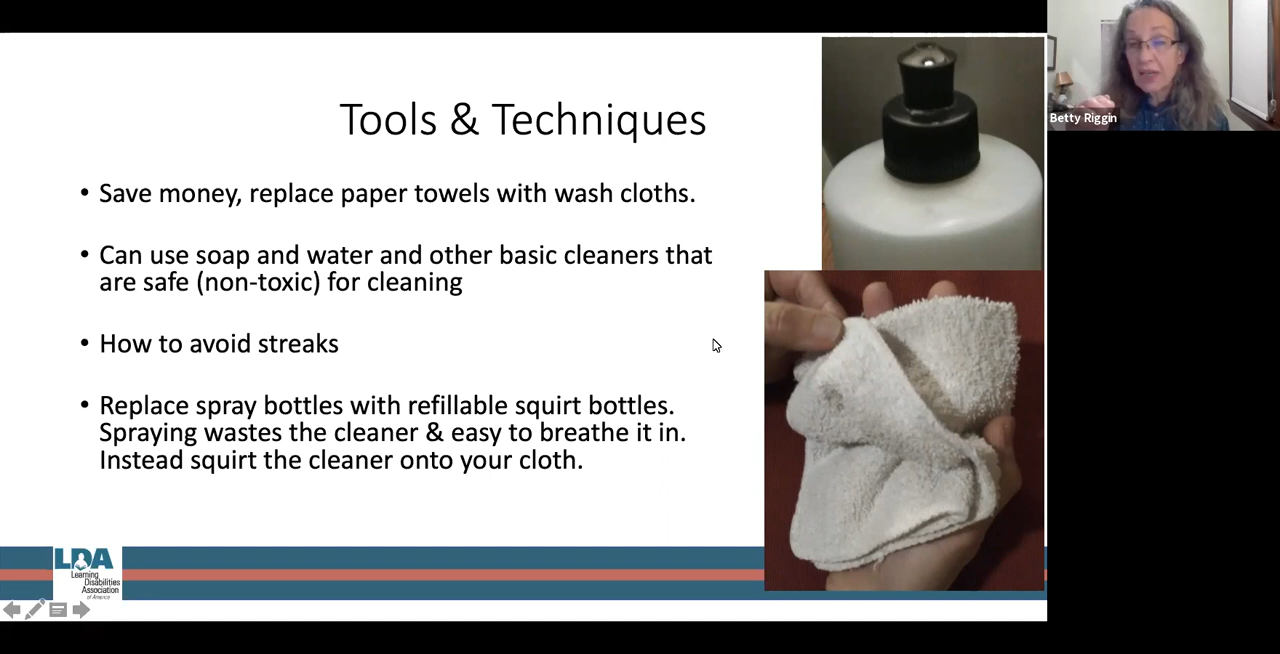 Tools & Techniques
• Save money, replace paper towels with wash cloths.
• Can use soap and water and other basic cleaners that
are safe (non-toxic) for cleaning
• How to avoid streaks
• Replace spray bottles with refillable squirt bottles.
Spraying wastes the cleaner & easy to breathe it in.
Instead squirt the cleaner onto your cloth.
LDA
Learning
Disabilities
Association
of America
Betty Riggin